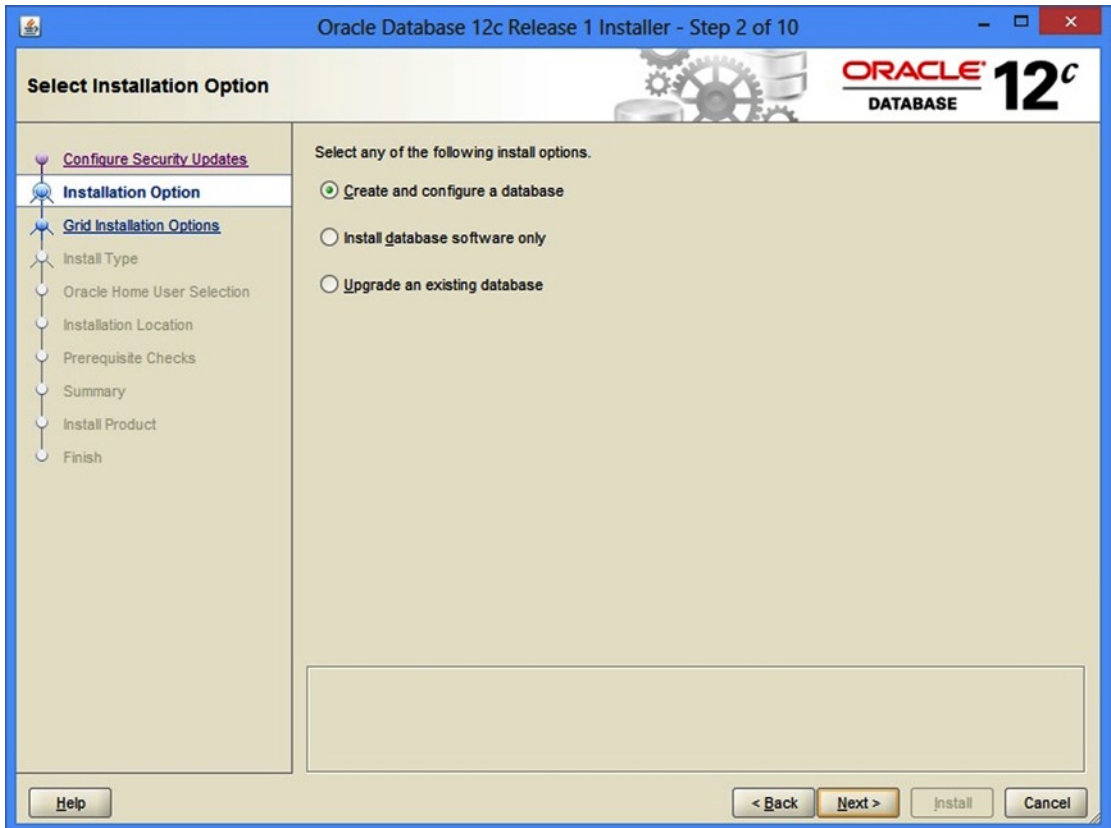 Oracle Database 12c Release 1 Installer - Step 2 of 10
Select Installation Option
ORACLE DATABASE 12c
Configure Security Updates
Installation Option
Grid Installation Options
Install Type
Oracle Home User Selection
Installation Location
Prerequisite Checks
Summary
Install Product
Finish
Select any of the following install options.
Create and configure a database
Install database software only
Upgrade an existing database
Help
< Back
Next >
Install
Cancel